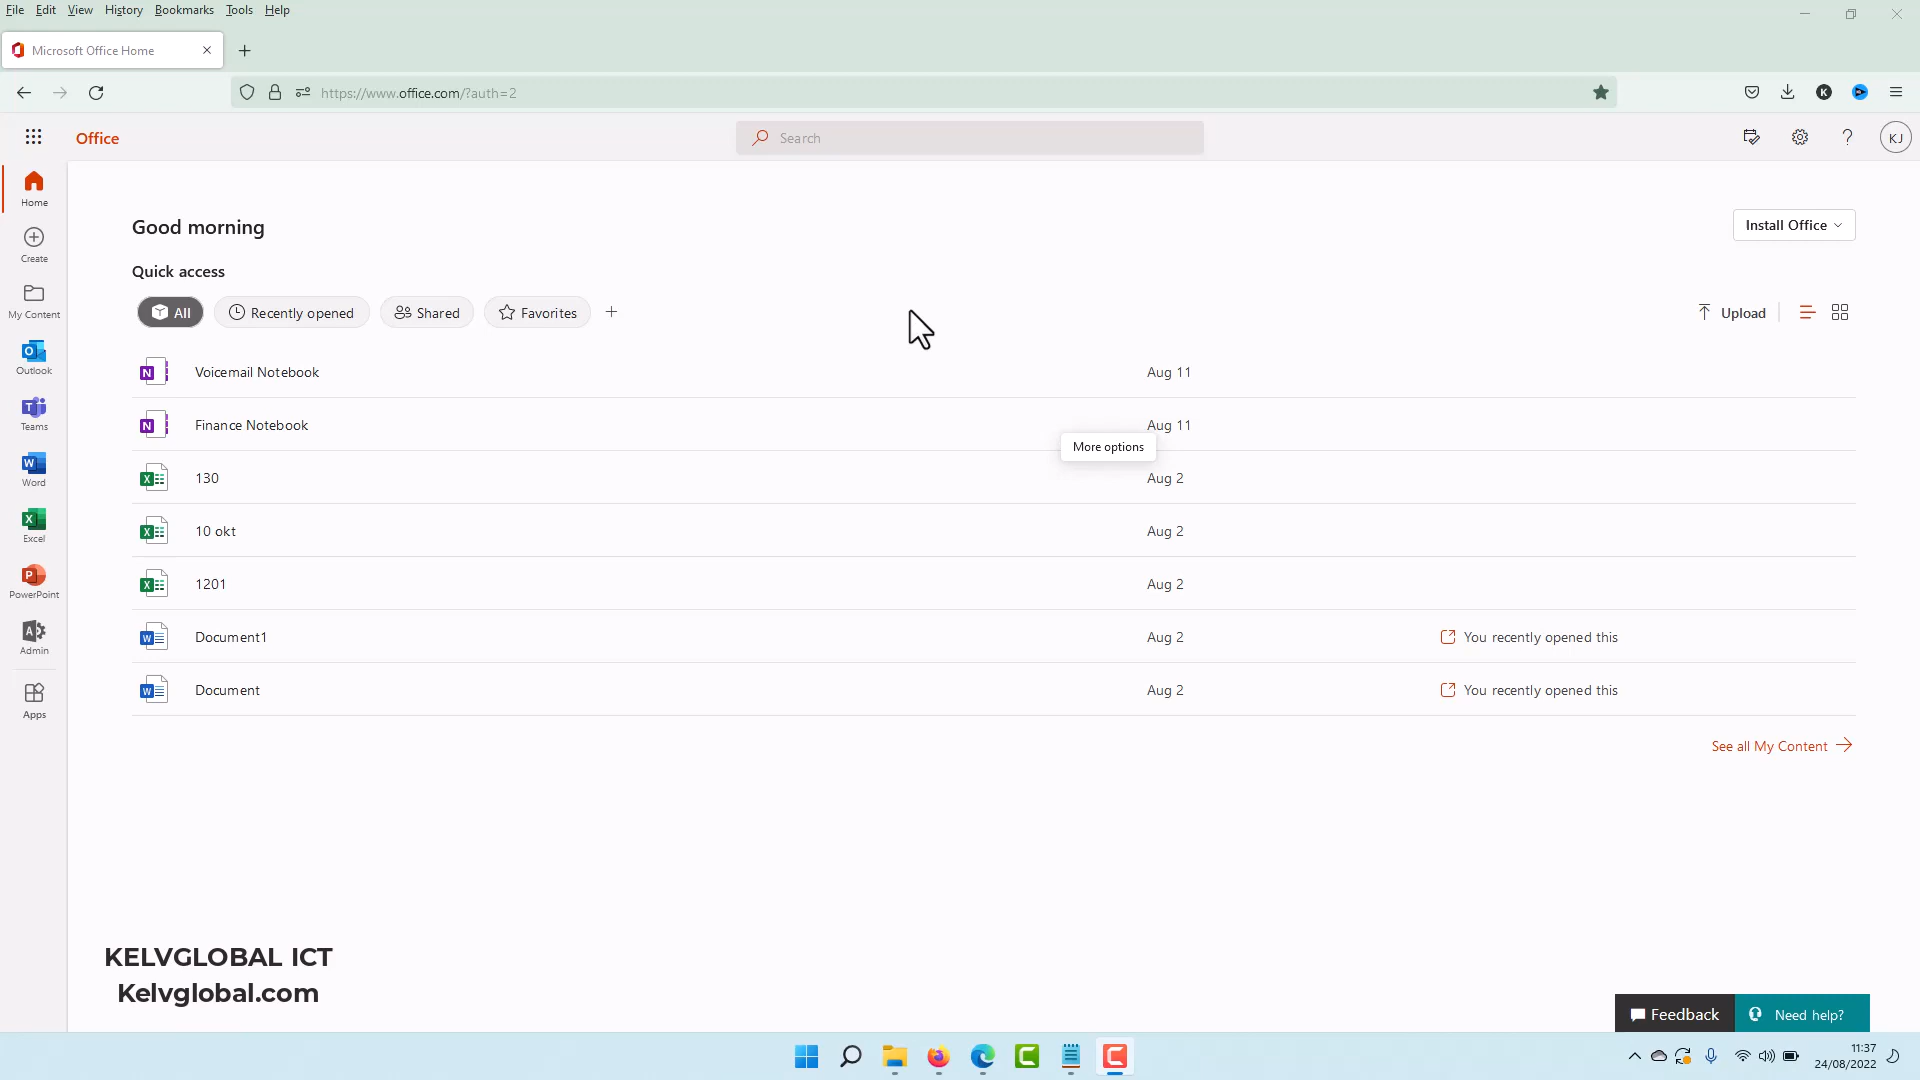 File Edit View History Bookmarks Tools Help
Microsoft Office Home
https://www.office.com/?auth=2
K
Office
Search
KJ
Home
Create
My Content
Outlook
Teams
Word
Excel
PowerPoint
Admin
Apps
Good morning
Install Office
Quick access
All Recently opened Shared Favorites
Upload
Voicemail Notebook Aug 11
Finance Notebook Aug 11
More options
130 Aug 2
10 okt Aug 2
1201 Aug 2
Document1 Aug 2 You recently opened this
Document Aug 2 You recently opened this
See all My Content
KELVGLOBAL ICT
Kelvglobal.com
Feedback Need help?
11:37
24/08/2022